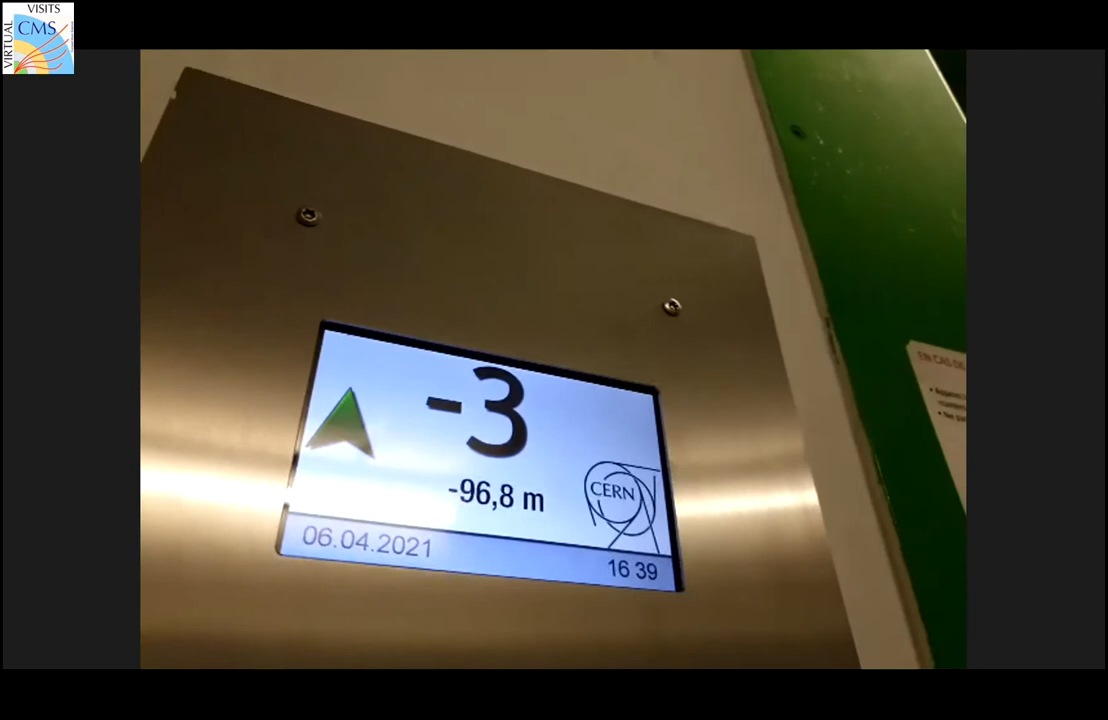 VISITS
VIRTUAL
CMS
-3
-96,8 m
CERN
06.04.2021
16 39
EN CAS DE